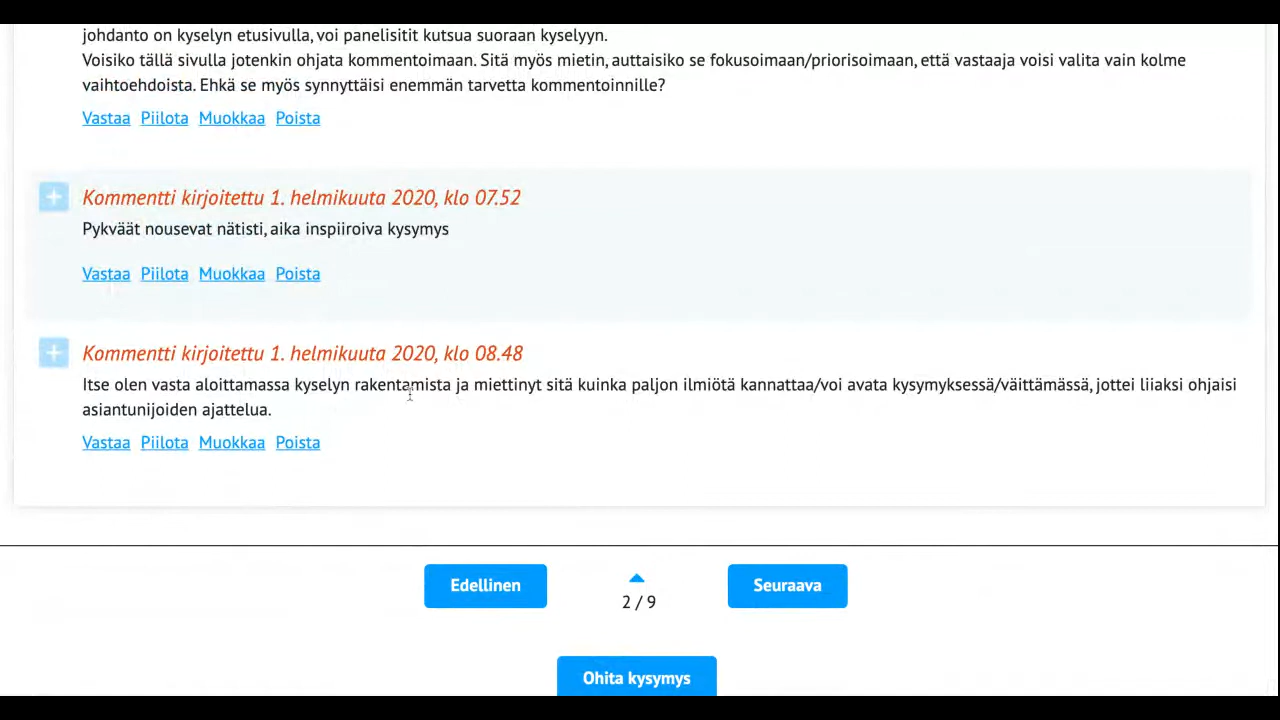 johdanto on kyselyn etusivulla, voi panelisitit kutsua suoraan kyselyyn.
Voisiko tällä sivulla jotenkin ohjata kommentoimaan. Sitä myös mietin, auttaisiko se fokusoimaan/priorisoimaan, että vastaaja voisi valita vain kolme
vaihtoehdoista. Ehkä se myös synnyttäisi enemmän tarvetta kommentoinnille?
Vastaa Piilota Muokkaa Poista
Kommentti kirjoitettu 1. helmikuuta 2020, klo 07.52
Pykväät nousevat nätisti, aika inspiiroiva kysymys
Vastaa Piilota Muokkaa Poista
Kommentti kirjoitettu 1. helmikuuta 2020, klo 08.48
Itse olen vasta aloittamassa kyselyn rakentamista ja miettinyt sitä kuinka paljon ilmiötä kannattaa/voi avata kysymyksessä/väittämässä, jottei liiaksi ohjaisi
asiantunijoiden ajattelua.
Vastaa Piilota Muokkaa Poista
Edellinen
2 / 9
Seuraava
Ohita kysymys